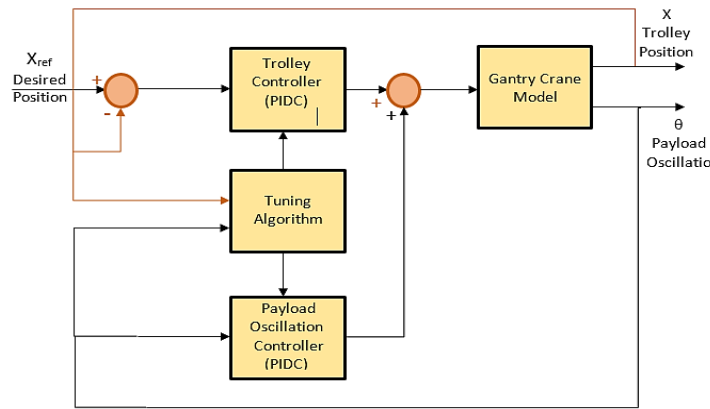 X
Trolley
Position
Xref
Desired
Position
+
-
Trolley
Controller
(PIDC)
+
+
Gantry Crane
Model
θ
Payload
Oscillatio
Tuning
Algorithm
Payload
Oscillation
Controller
(PIDC)